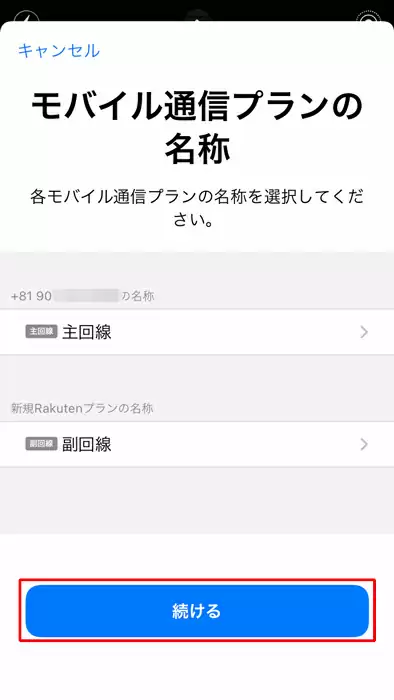 キャンセル
モバイル通信プランの
名称
各モバイル通信プランの名称を選択してくだ
さい。
+81 90 の名称
主回線 主回線
新規Rakutenプランの名称
副回線 副回線
続ける